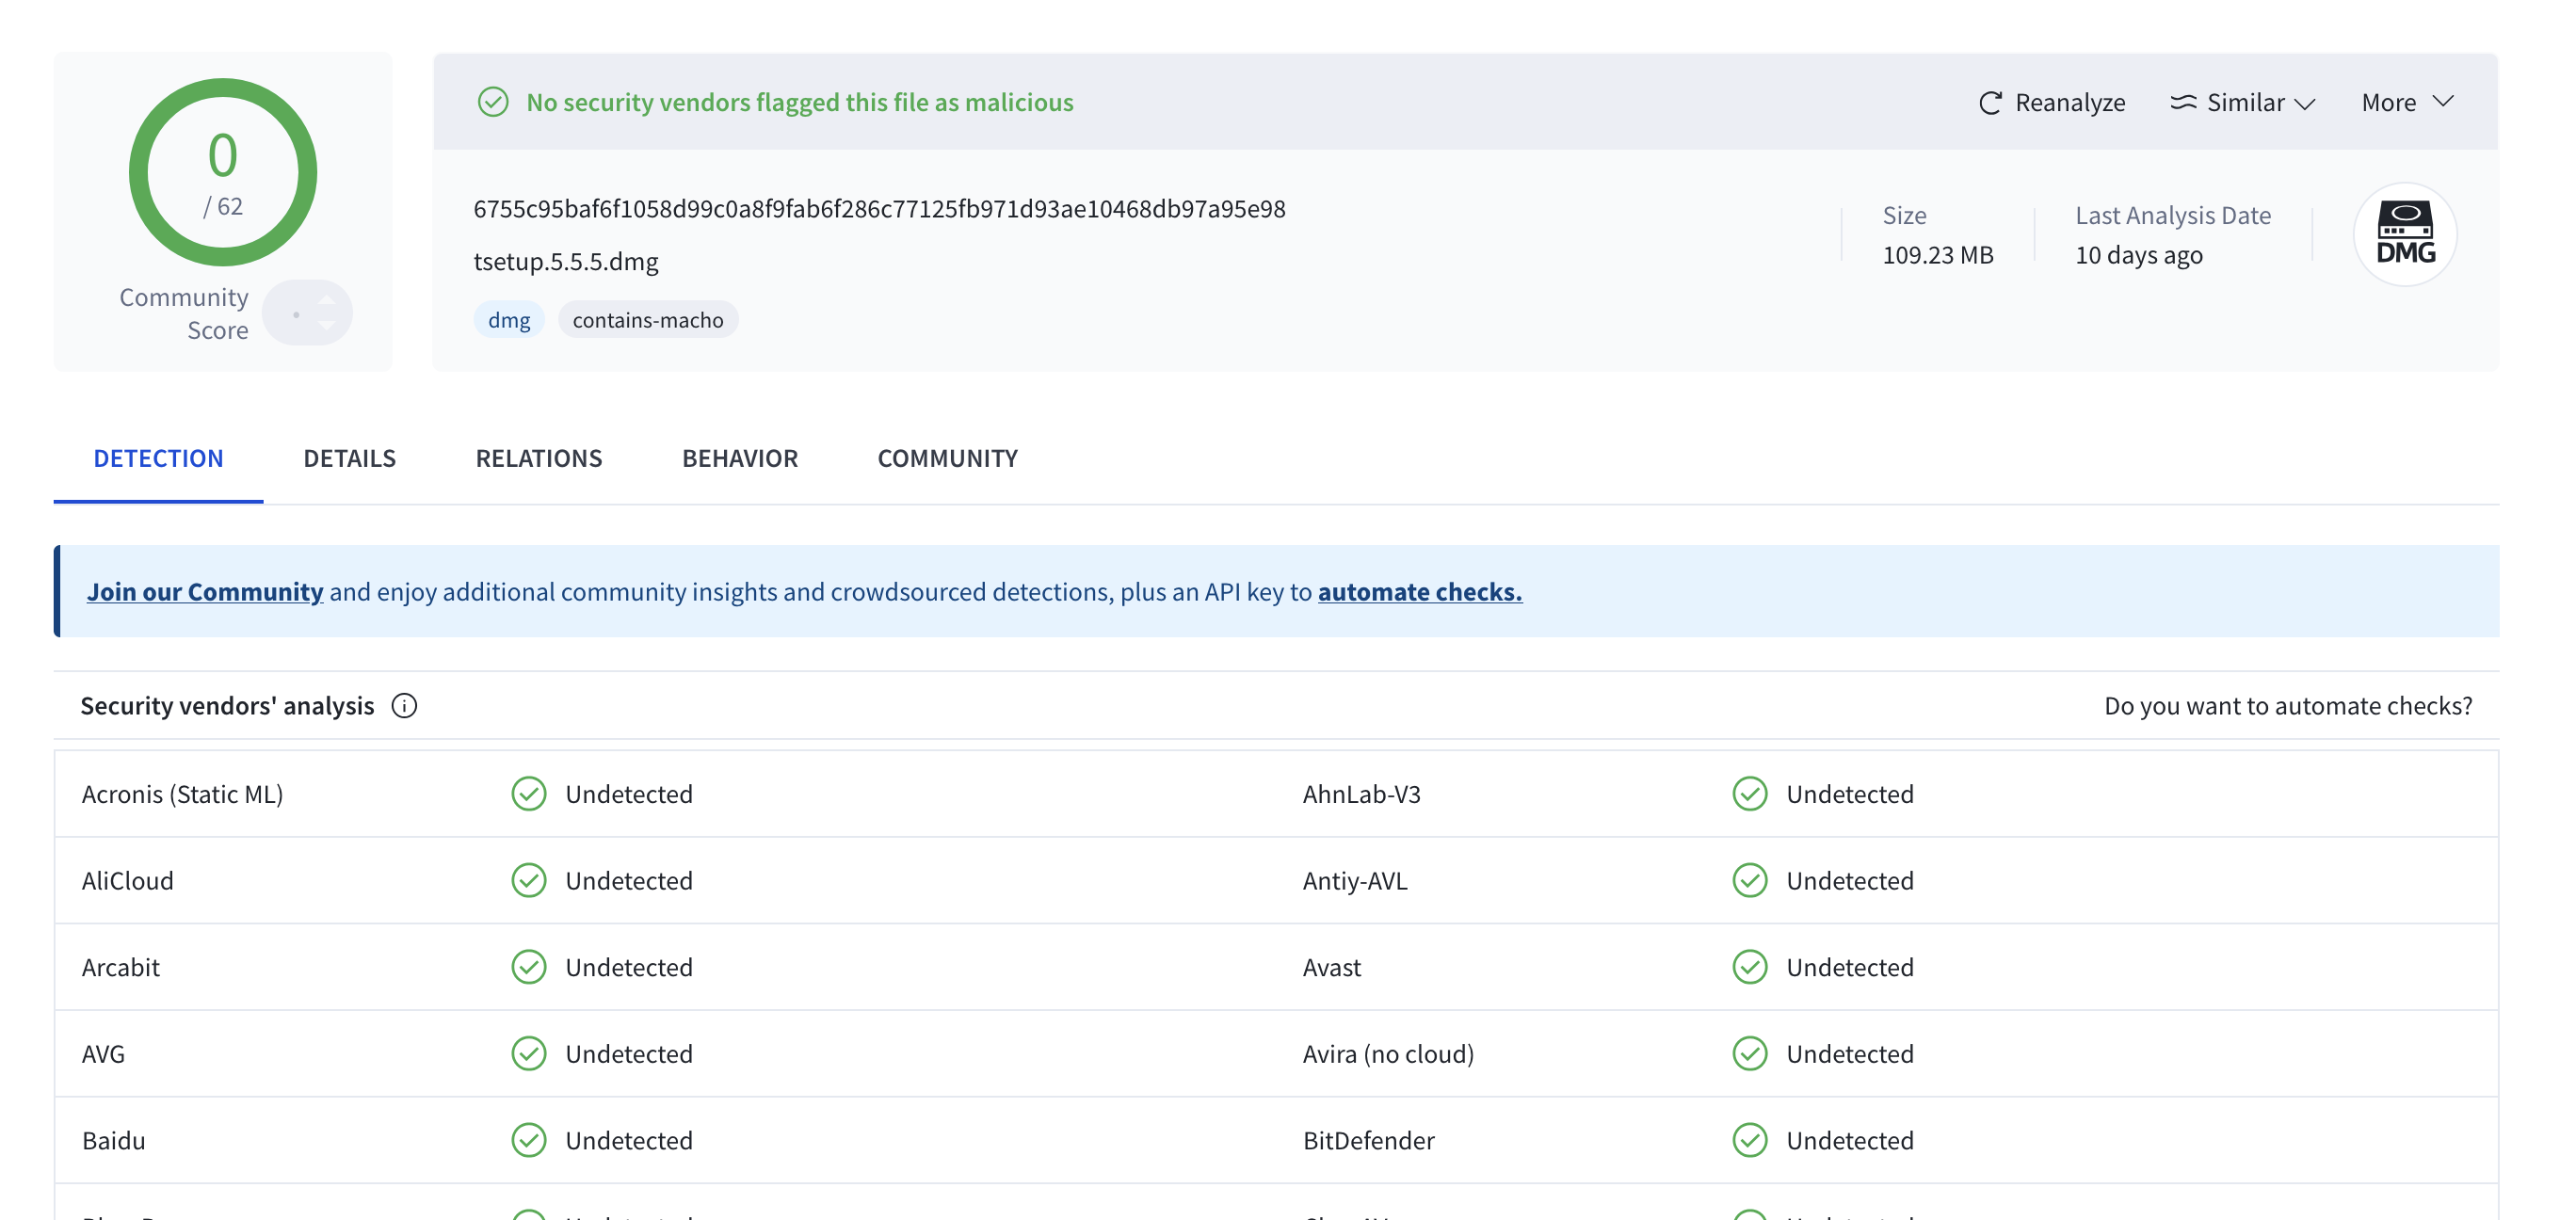 0
/ 62
Community Score
No security vendors flagged this file as malicious
Reanalyze
Similar
More
6755c95baf6f1058d99c0a8f9fab6f286c77125fb971d93ae10468db97a95e98
tsetup.5.5.5.dmg
dmg
contains-macho
Size
109.23 MB
Last Analysis Date
10 days ago
DMG
DETECTION
DETAILS
RELATIONS
BEHAVIOR
COMMUNITY
Join our Community and enjoy additional community insights and crowdsourced detections, plus an API key to automate checks.
Security vendors' analysis
Do you want to automate checks?
Acronis (Static ML)
Undetected
AhnLab-V3
Undetected
AliCloud
Undetected
Antiy-AVL
Undetected
Arcabit
Undetected
Avast
Undetected
AVG
Undetected
Avira (no cloud)
Undetected
Baidu
Undetected
BitDefender
Undetected